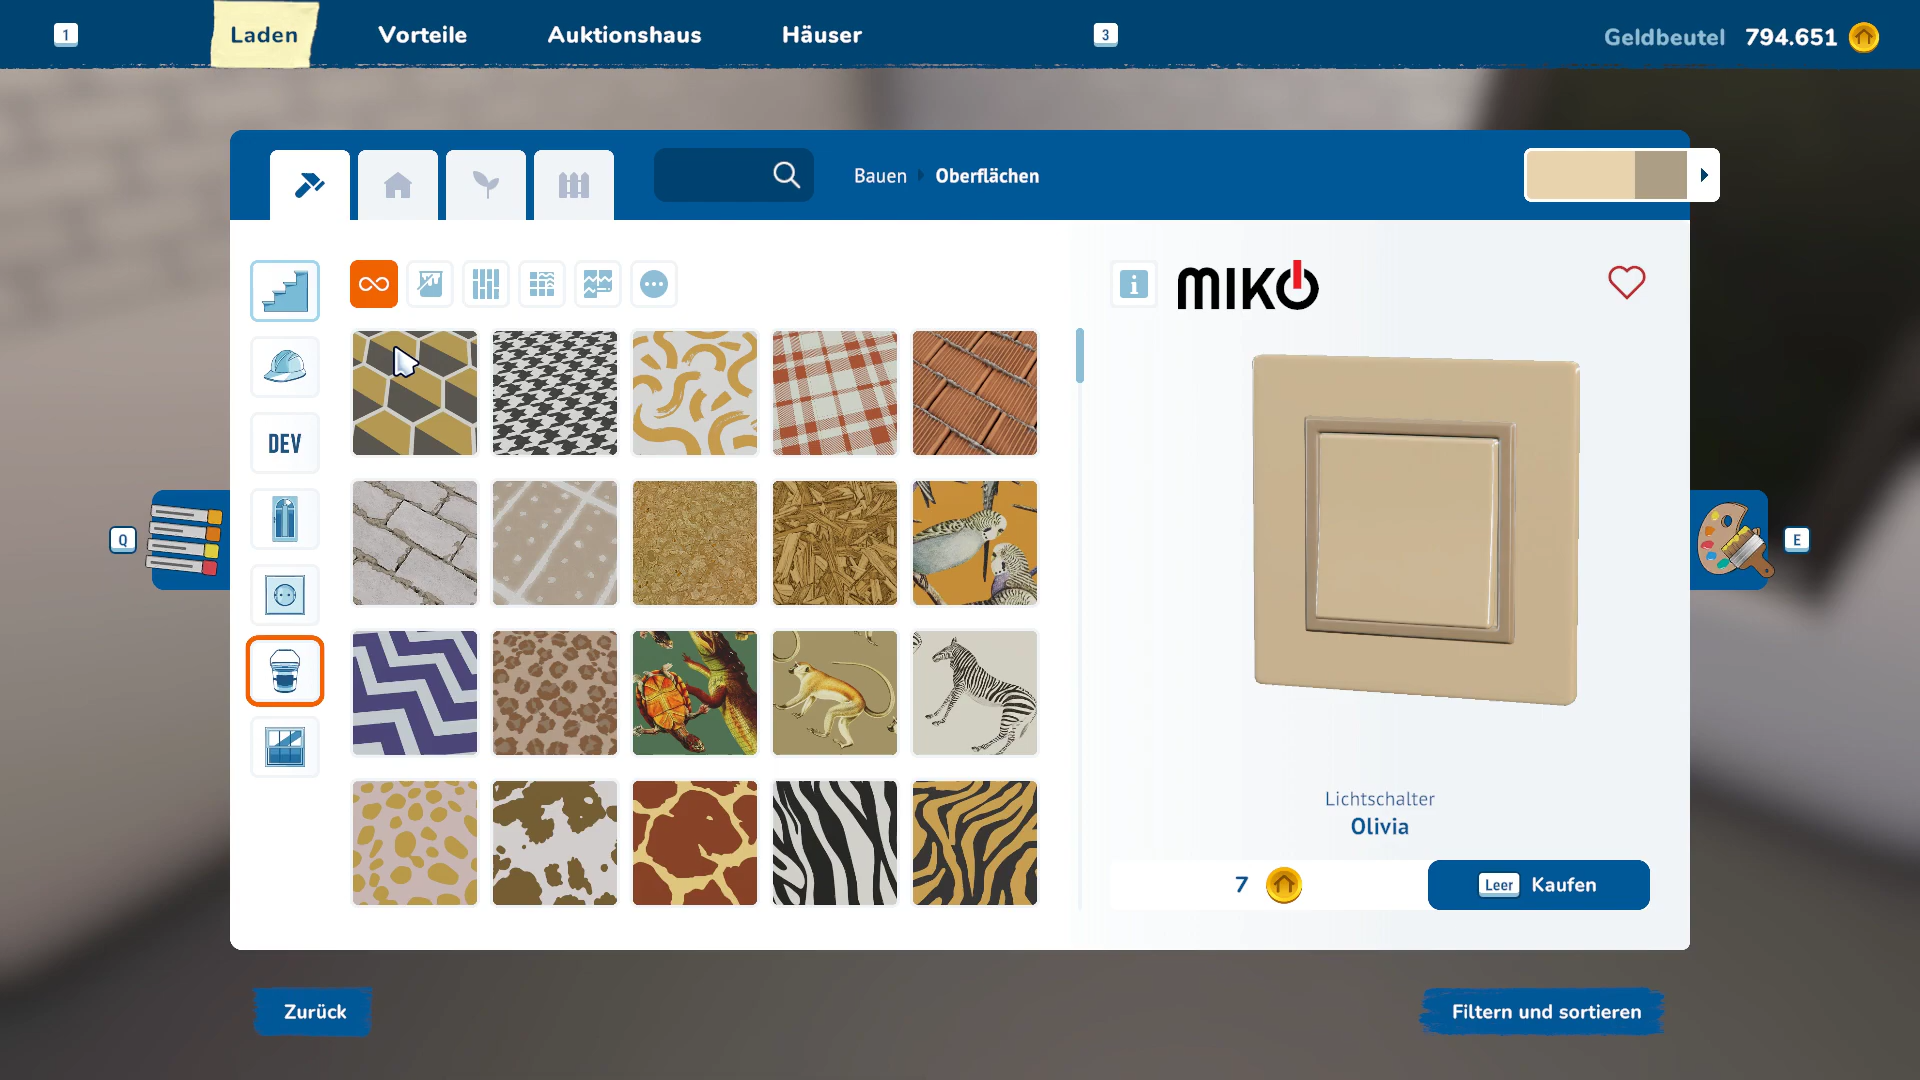 1
Laden
Vorteile
Auktionshaus
Häuser
3
Geldbeutel 794.651
Bauen Oberflächen
i
MIKO
DEV
Q
E
Lichtschalter
Olivia
7
Leer Kaufen
Zurück
Filtern und sortieren